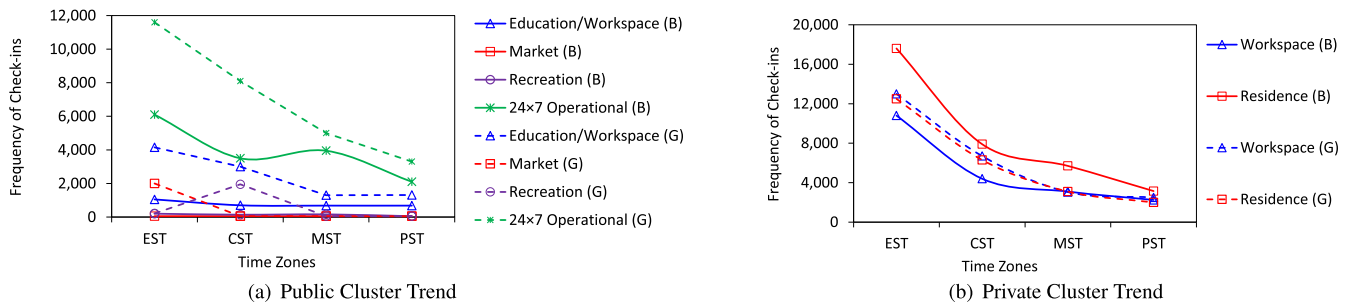 Frequency of Check-ins
12,000
10,000
8,000
6,000
4,000
2,000
0
EST CST MST PST
Time Zones
Education/Workspace (B)
Market (B)
Recreation (B)
24×7 Operational (B)
Education/Workspace (G)
Market (G)
Recreation (G)
24×7 Operational (G)
(a) Public Cluster Trend
Frequency of Check-ins
20,000
16,000
12,000
8,000
4,000
0
EST CST MST PST
Time Zones
Workspace (B)
Residence (B)
Workspace (G)
Residence (G)
(b) Private Cluster Trend